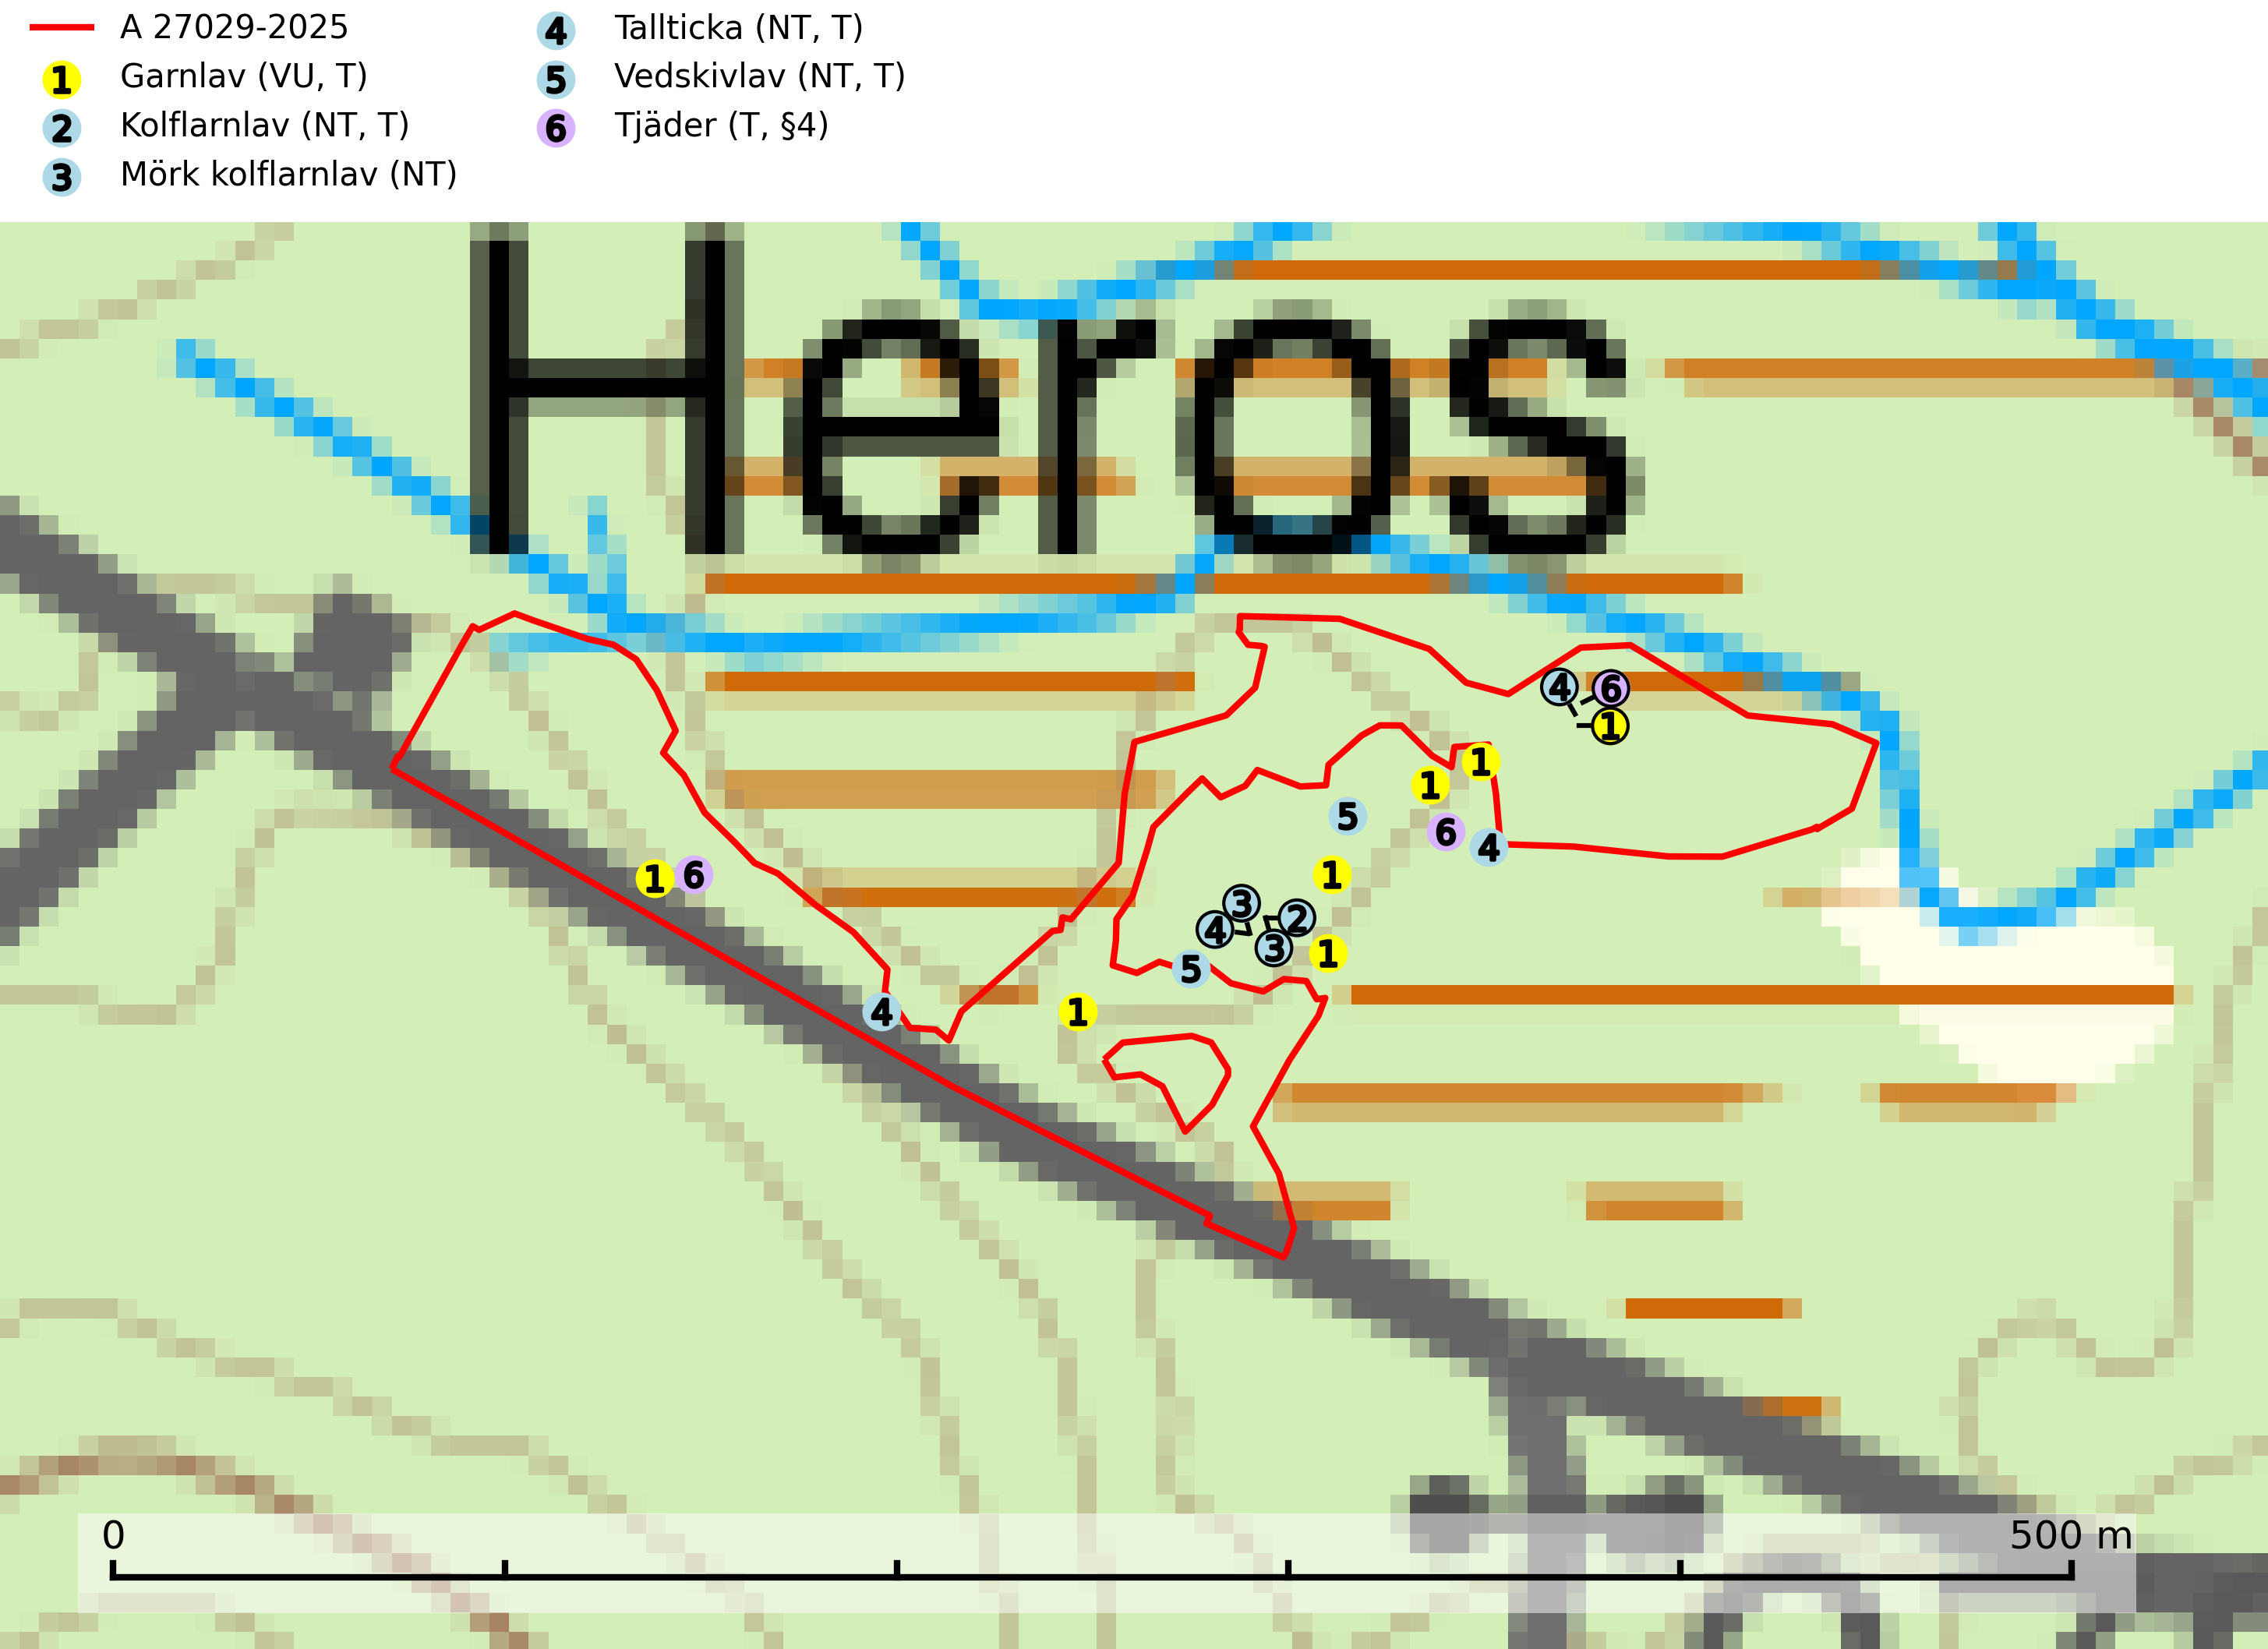 A 27029-2025
1 Garnlav (VU, T)
2 Kolflarnlav (NT, T)
3 Mörk kolflarnlav (NT)
4 Tallticka (NT, T)
5 Vedskivlav (NT, T)
6 Tjäder (T, §4)
Heros
4 6
1
1
1
5
6 4
1 6
1
3 2
4 3 1
5
4 1
0 500 m